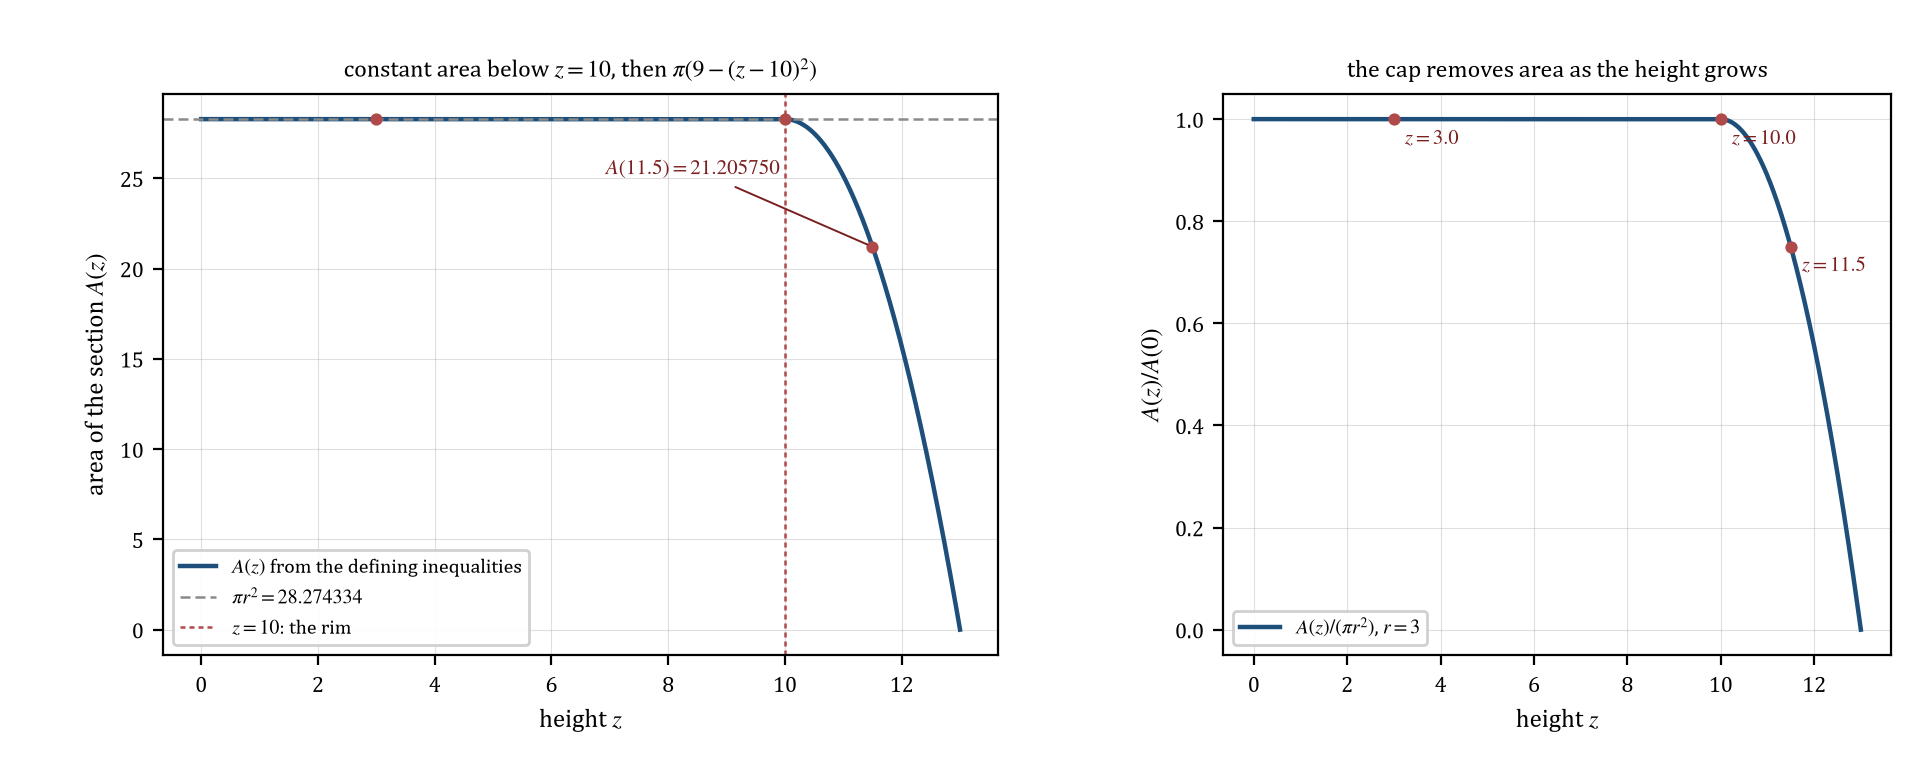 constant area below z = 10, then π(9 − (z − 10)²)
area of the section A(z)
25
20
15
10
5
0
A(11.5) = 21.205750
A(z) from the defining inequalities
πr² = 28.274334
z = 10: the rim
0 2 4 6 8 10 12
height z
the cap removes area as the height grows
A(z)/A(0)
1.0
0.8
0.6
0.4
0.2
0.0
z = 3.0
z = 10.0
z = 11.5
A(z)/(πr²), r = 3
0 2 4 6 8 10 12
height z